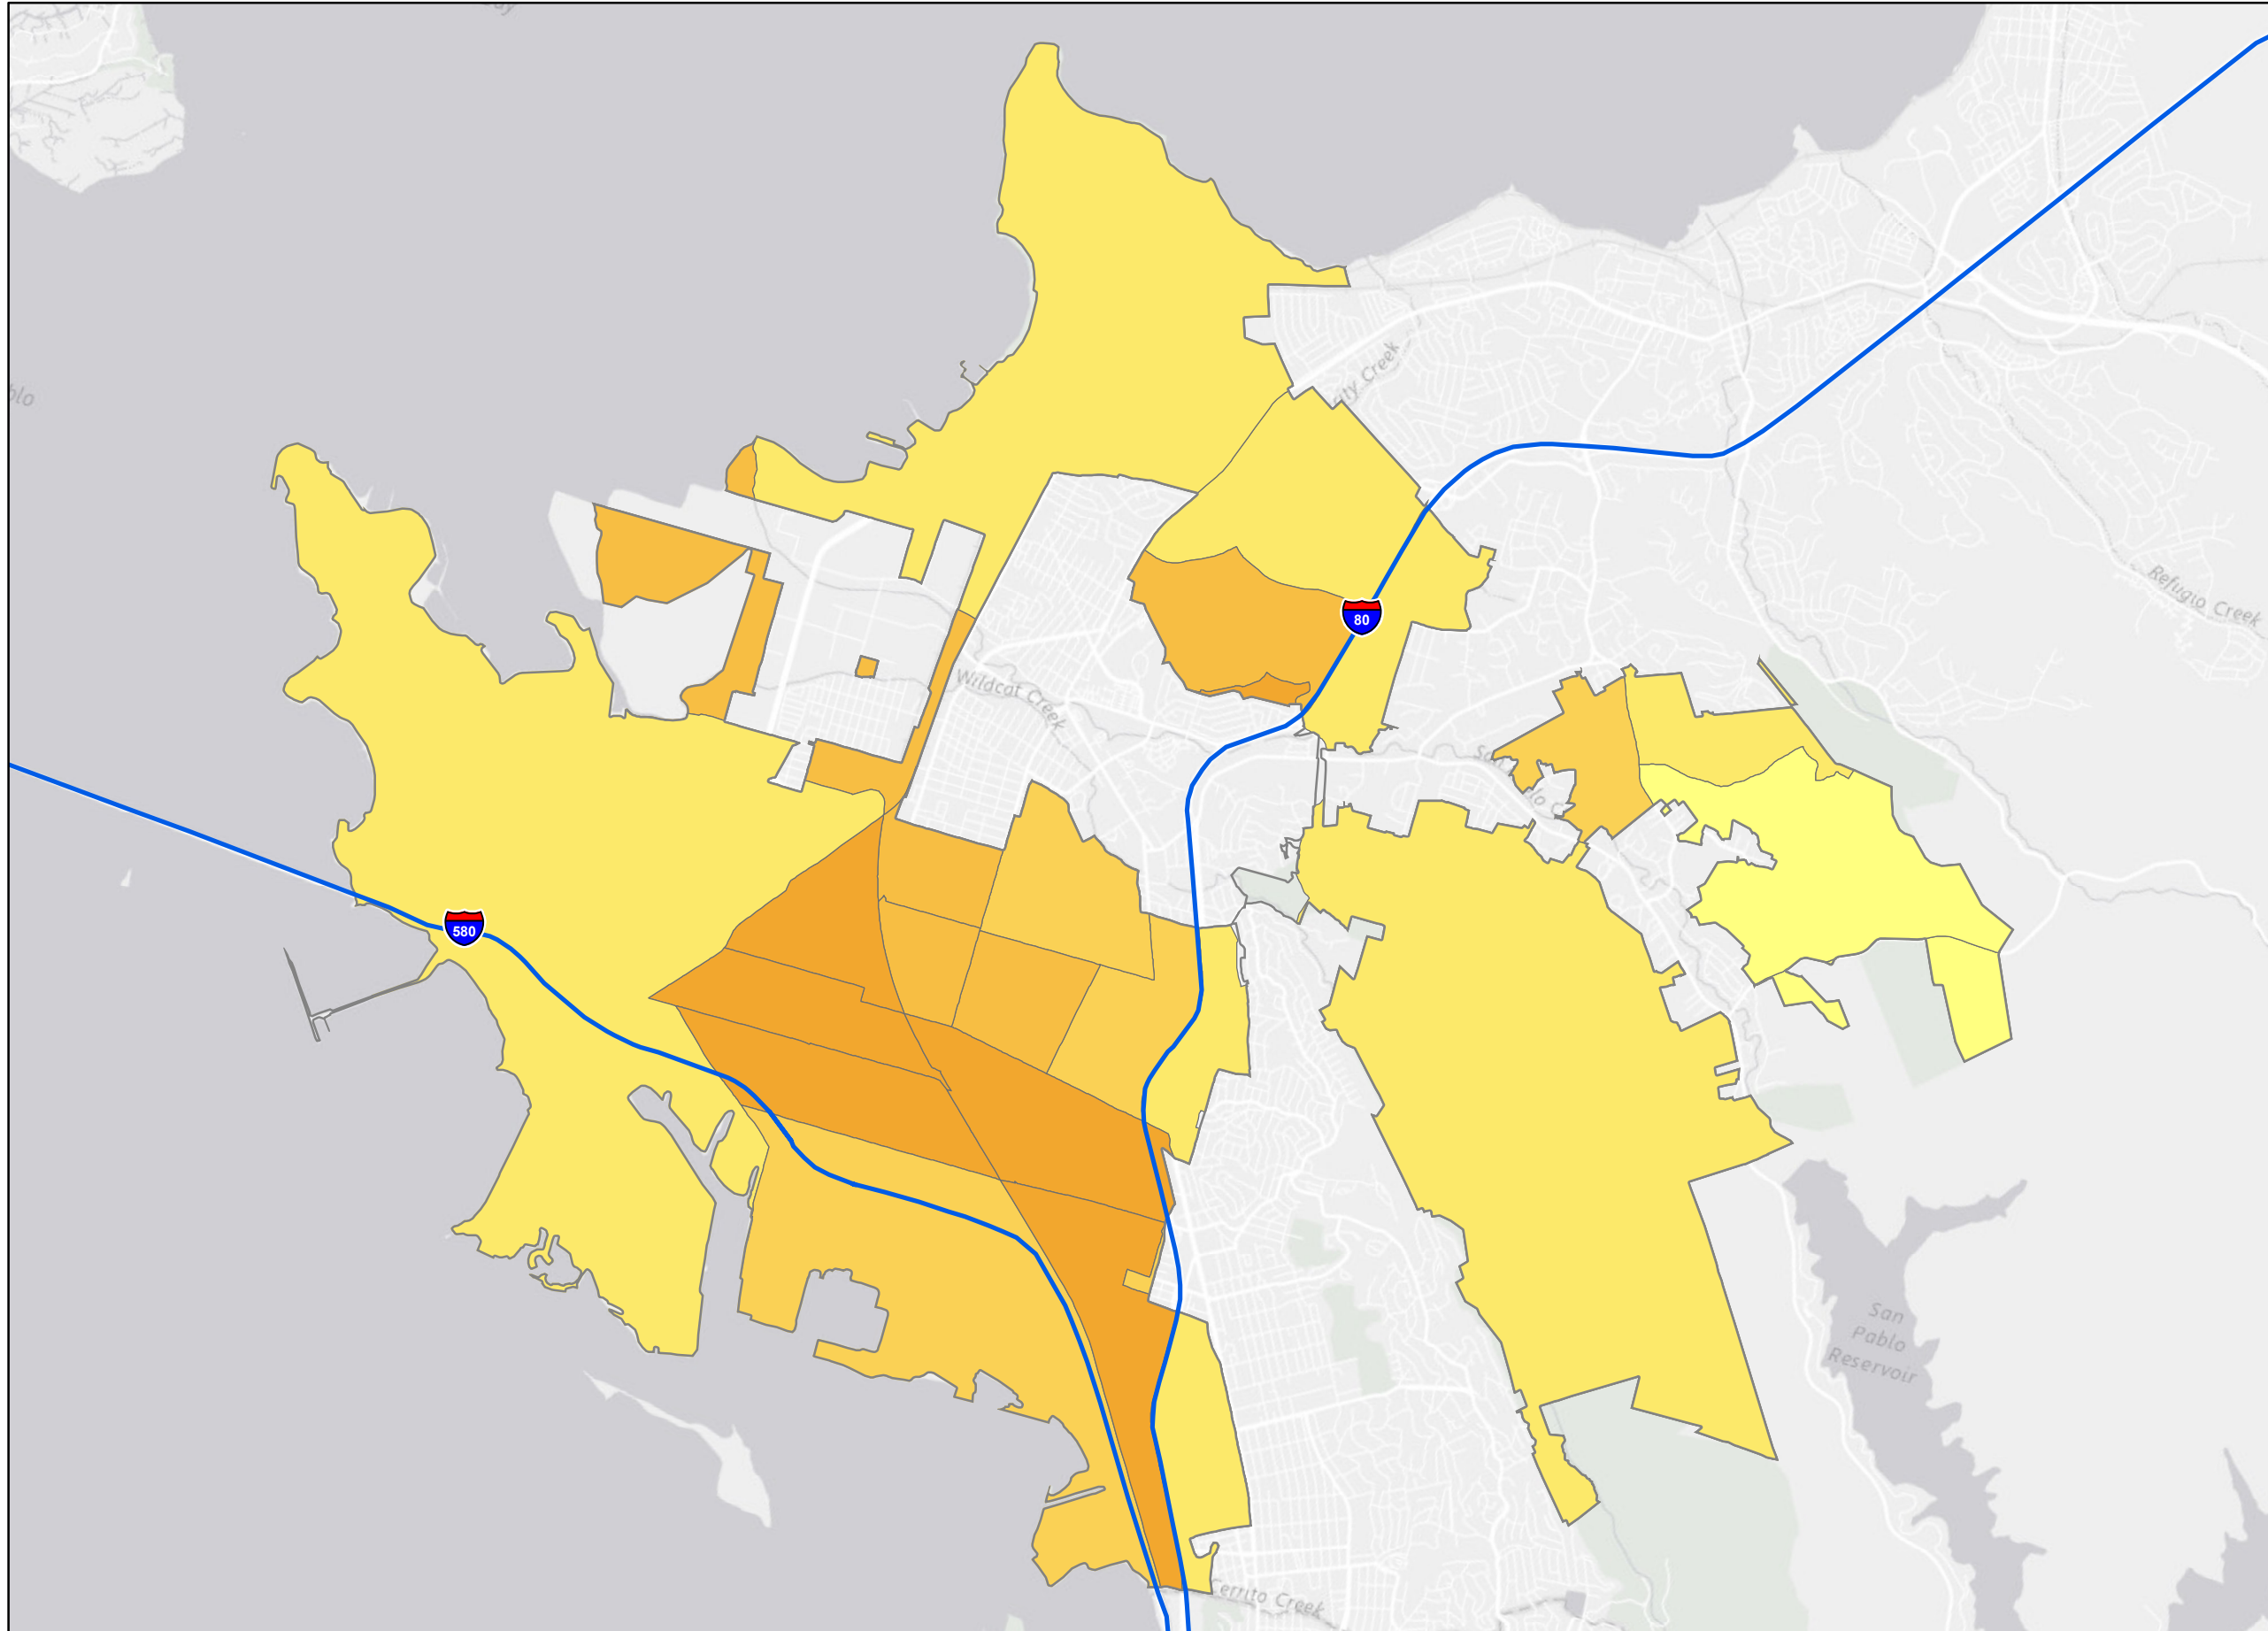 80
Refugio Creek
Wildcat Creek
580
San
Pablo
Reservoir
Cerrito Creek